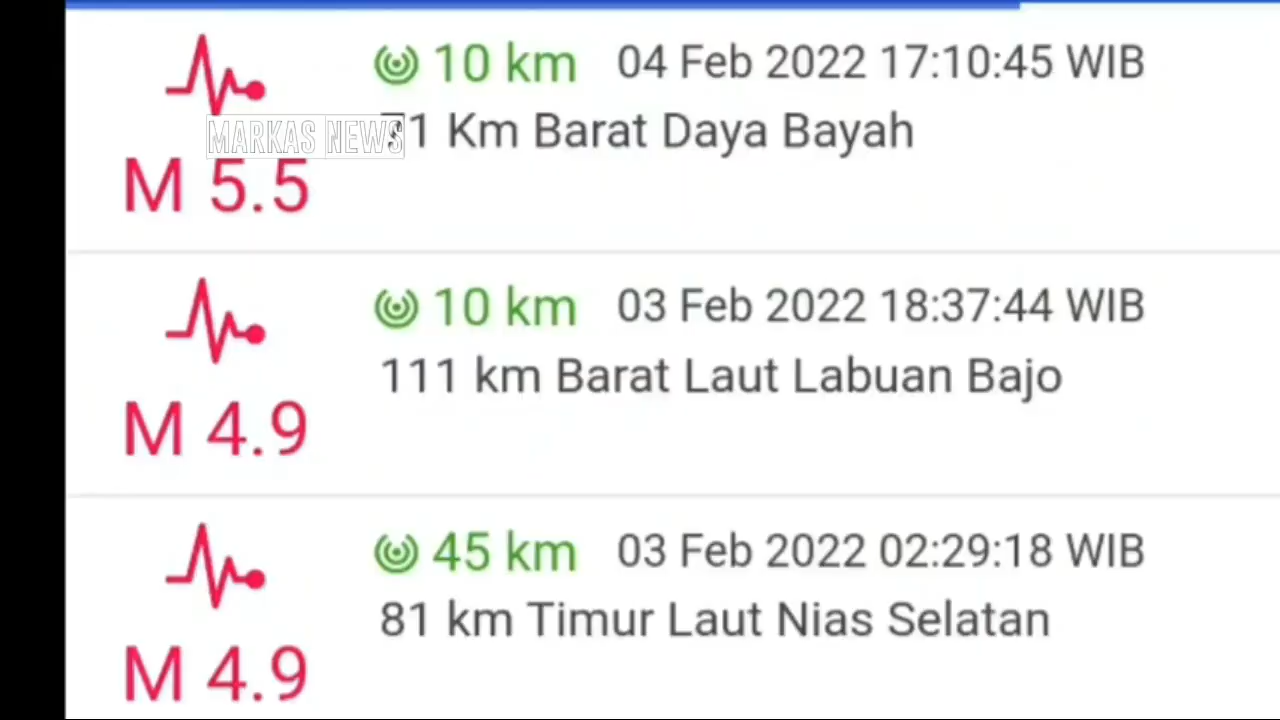 10 km 04 Feb 2022 17:10:45 WIB
MARKAS NEWS
Km Barat Daya Bayah
M 5.5
10 km 03 Feb 2022 18:37:44 WIB
111 km Barat Laut Labuan Bajo
M 4.9
45 km 03 Feb 2022 02:29:18 WIB
81 km Timur Laut Nias Selatan
M 4.9